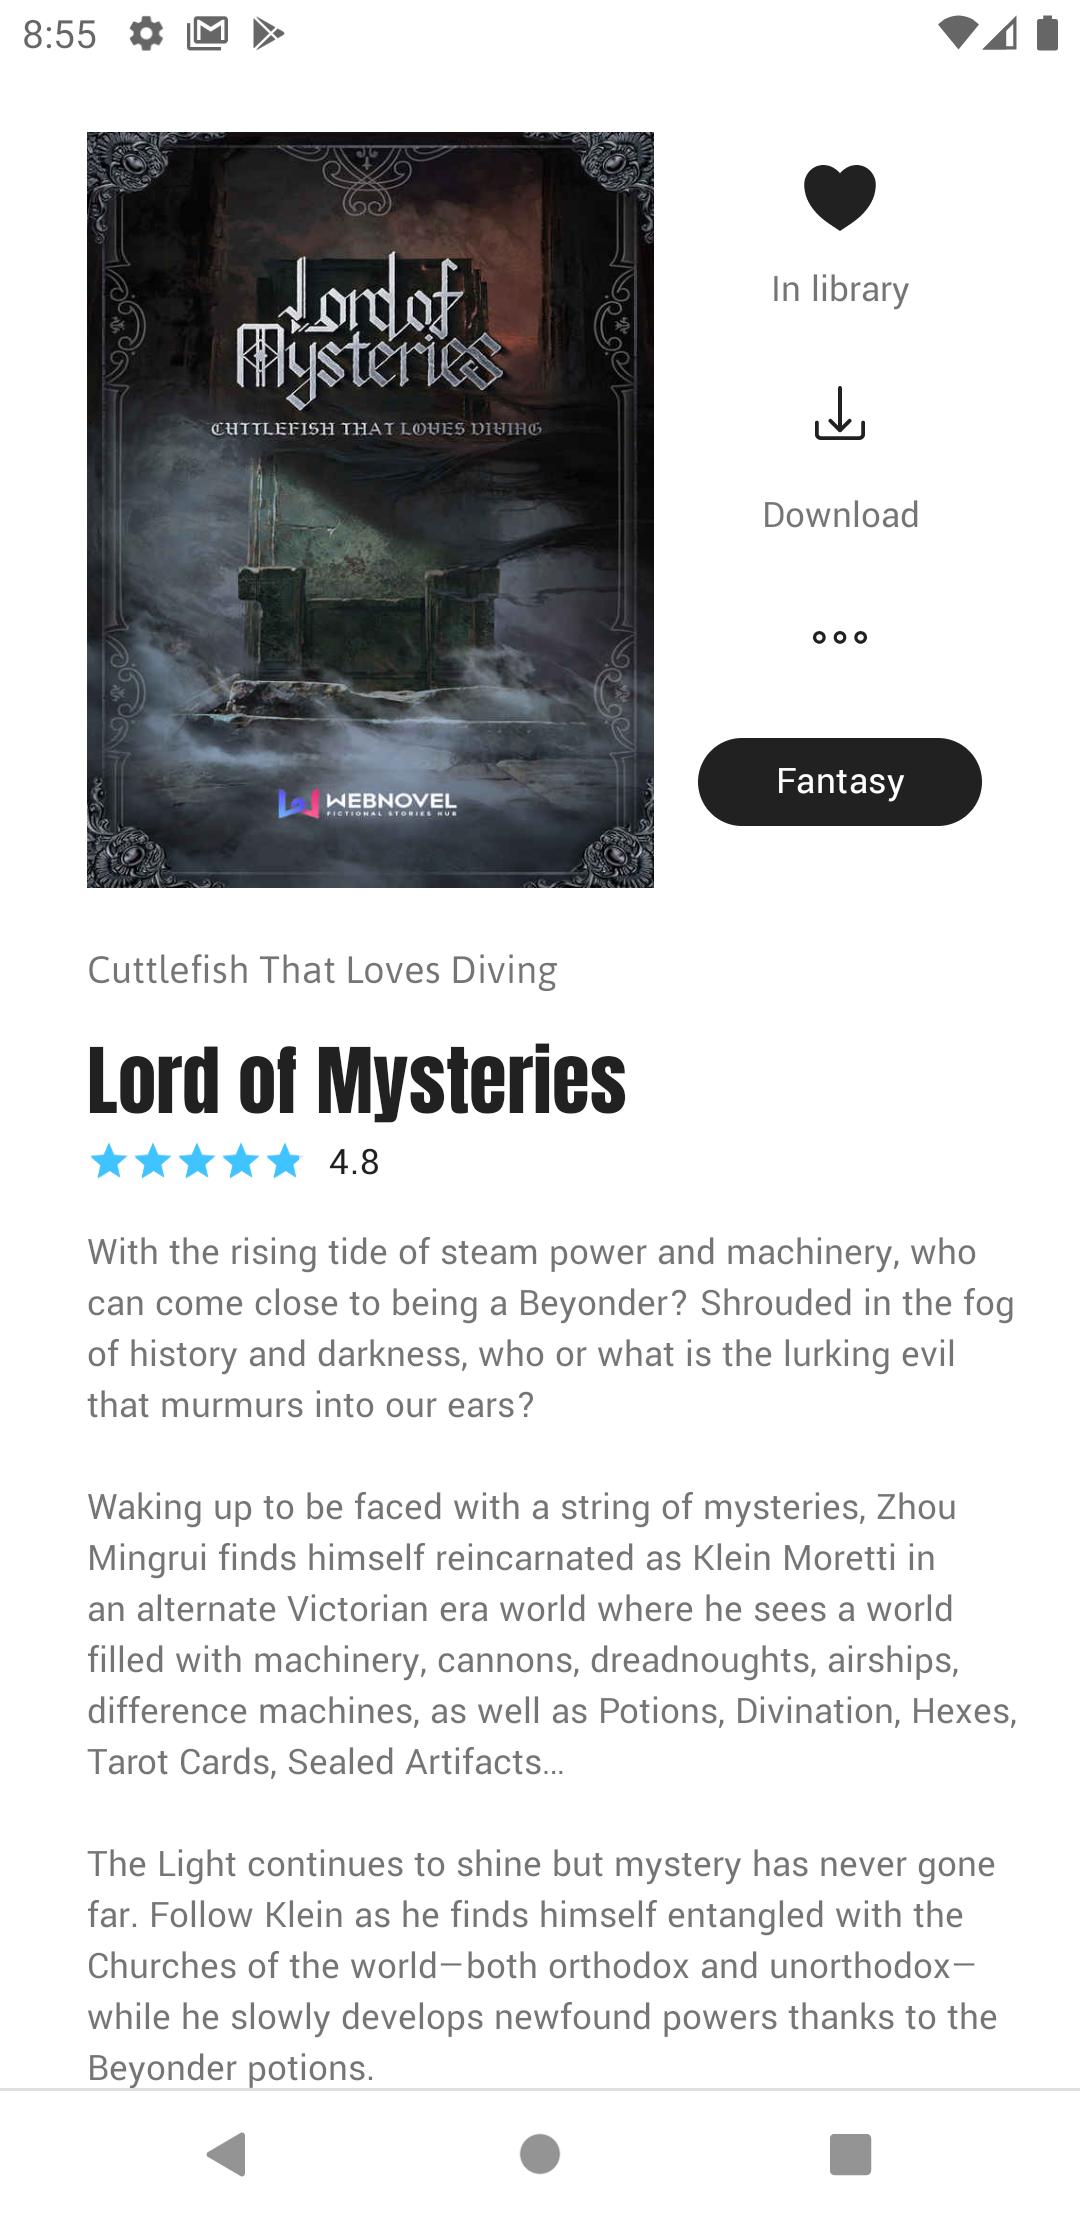 8:55
Lord of
Mysteries
CUTTLEFISH THAT LOVES DIVING
WEBNOVEL
FICTIONAL STORIES HUB
In library
Download
Fantasy
Cuttlefish That Loves Diving
Lord of Mysteries
4.8
With the rising tide of steam power and machinery, who
can come close to being a Beyonder? Shrouded in the fog
of history and darkness, who or what is the lurking evil
that murmurs into our ears?
Waking up to be faced with a string of mysteries, Zhou
Mingrui finds himself reincarnated as Klein Moretti in
an alternate Victorian era world where he sees a world
filled with machinery, cannons, dreadnoughts, airships,
difference machines, as well as Potions, Divination, Hexes,
Tarot Cards, Sealed Artifacts…
The Light continues to shine but mystery has never gone
far. Follow Klein as he finds himself entangled with the
Churches of the world—both orthodox and unorthodox—
while he slowly develops newfound powers thanks to the
Beyonder potions.